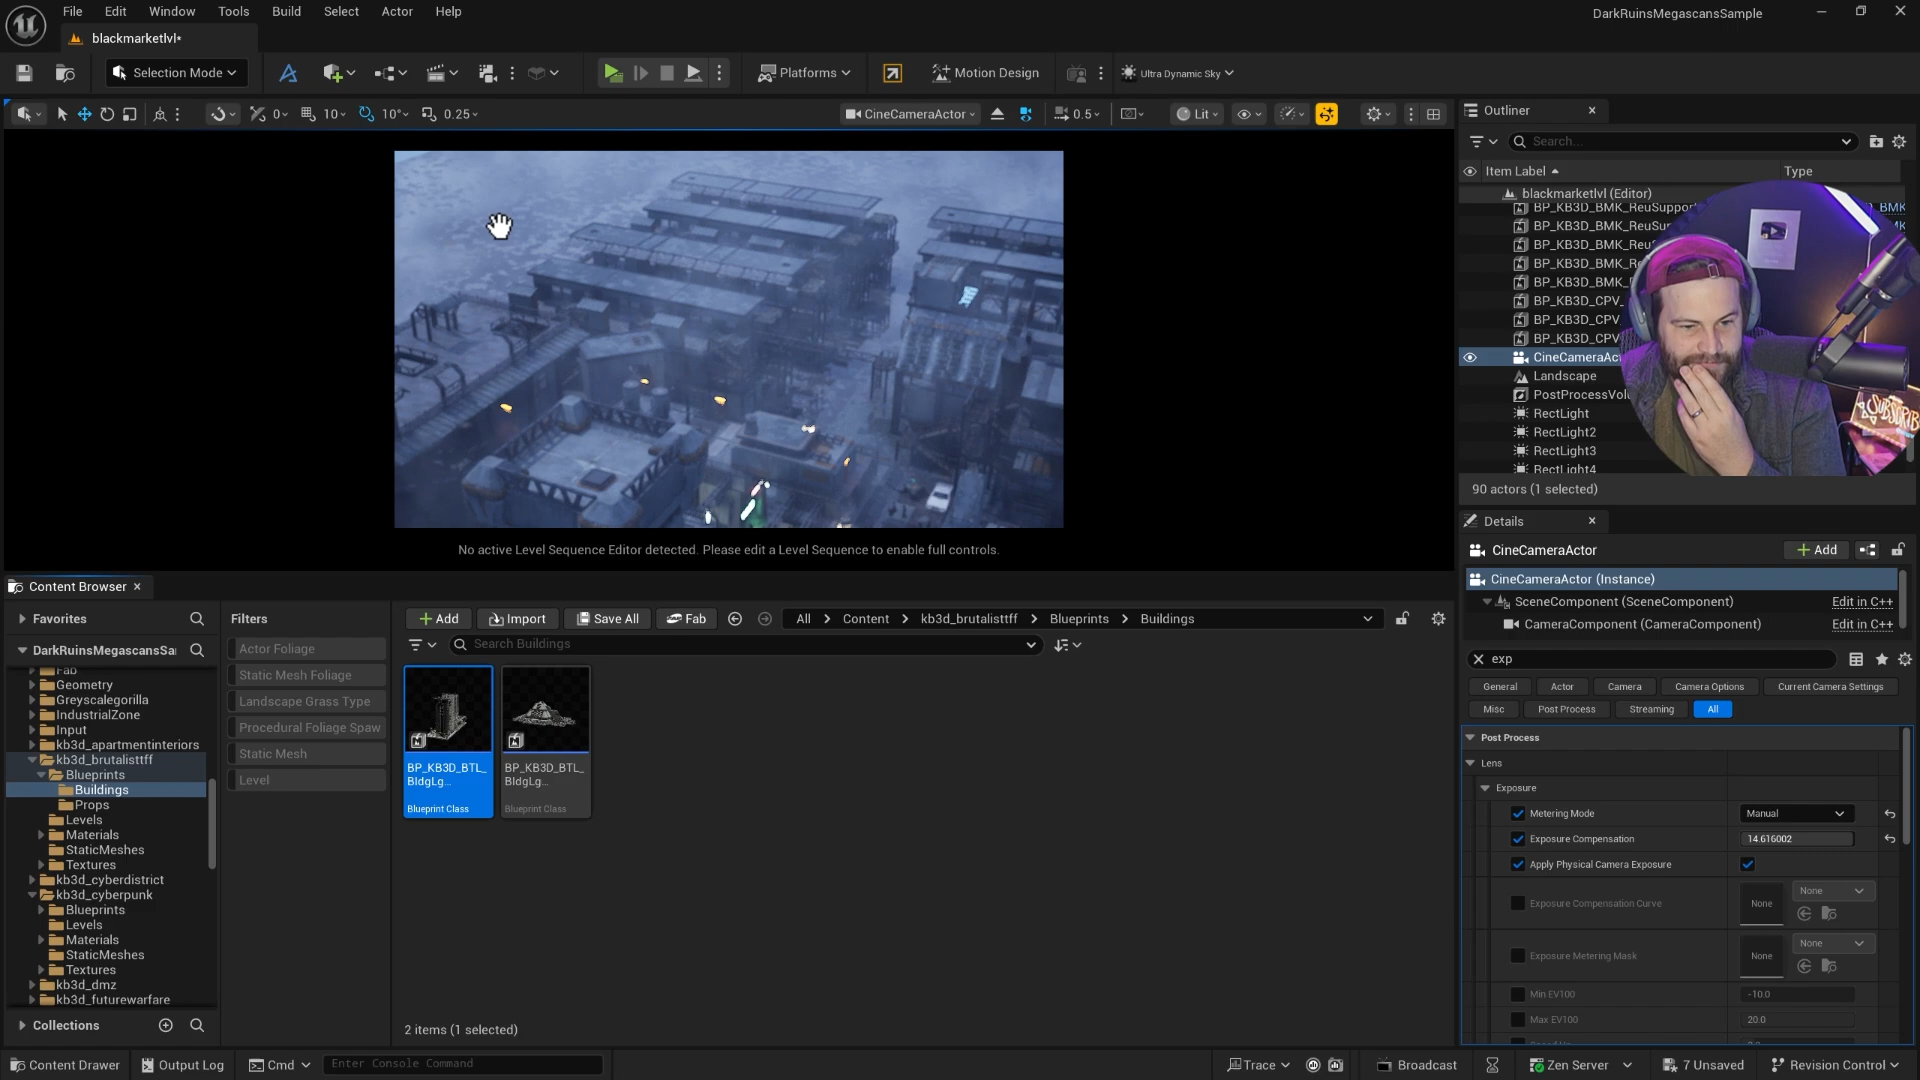 File Edit Window Tools Build Select Actor Help
DarkRuinsMegascansSample
blackmarketlvl*
Selection Mode
Platforms
Motion Design
Ultra Dynamic Sky
0
10
10°
0.25
CineCameraActor
0.5
Lit
Outliner
Search...
Item Label
Type
blackmarketlvl (Editor)
BP_KB3D_BMK_ReuSuppor
BMK
BP_KB3D_BMK_ReuSu
BP_KB3D_BMK_Reu
BP_KB3D_BMK_R
BP_KB3D_BMK_
BP_KB3D_CPV_
BP_KB3D_CPV_
BP_KB3D_CPV
CineCameraAct
Landscape
PostProcessVol
RectLight
RectLight2
RectLight3
RectLight4
SUBSCRIBE
90 actors (1 selected)
No active Level Sequence Editor detected. Please edit a Level Sequence to enable full controls.
Details
CineCameraActor
Add
CineCameraActor (Instance)
SceneComponent (SceneComponent)
Edit in C++
CameraComponent (CameraComponent)
Edit in C++
exp
General
Actor
Camera
Camera Options
Current Camera Settings
Misc
Post Process
Streaming
All
Post Process
Lens
Exposure
Metering Mode
Manual
Exposure Compensation
14.616002
Apply Physical Camera Exposure
Exposure Compensation Curve
None
None
Exposure Metering Mask
None
None
Min EV100
-10.0
Max EV100
20.0
Content Browser
Favorites
DarkRuinsMegascansSa
Fab
Geometry
Greyscalegorilla
IndustrialZone
Input
kb3d_apartmentinteriors
kb3d_brutalisttff
Blueprints
Buildings
Props
Levels
Materials
StaticMeshes
Textures
kb3d_cyberdistrict
kb3d_cyberpunk
Blueprints
Levels
Materials
StaticMeshes
Textures
kb3d_dmz
kb3d_futurewarfare
Collections
Filters
Actor Foliage
Static Mesh Foliage
Landscape Grass Type
Procedural Foliage Spaw
Static Mesh
Level
Add
Import
Save All
Fab
All
Content
kb3d_brutalisttff
Blueprints
Buildings
Search Buildings
BP_KB3D_BTL_
BldgLg...
Blueprint Class
BP_KB3D_BTL_
BldgLg...
Blueprint Class
2 items (1 selected)
Content Drawer
Output Log
Cmd
Enter Console Command
Trace
Broadcast
Zen Server
7 Unsaved
Revision Control